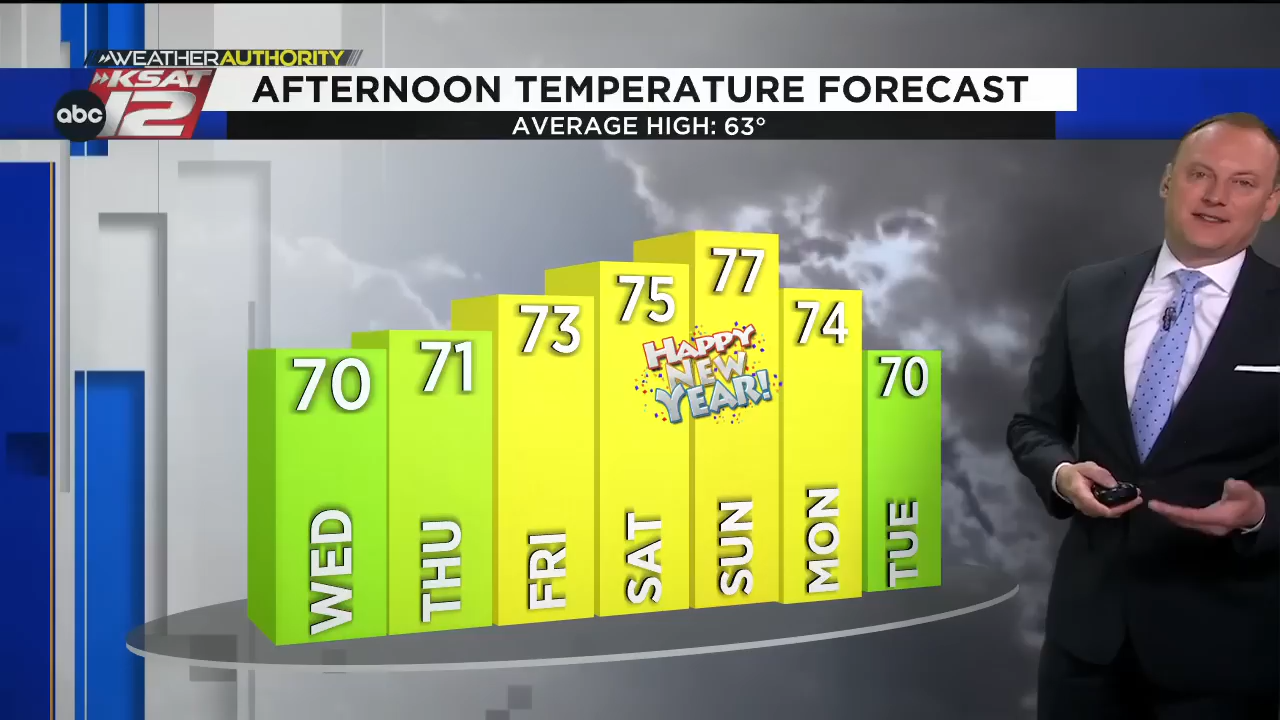 WEATHERAUTHORITY
KSAT
abc 12
AFTERNOON TEMPERATURE FORECAST
AVERAGE HIGH: 63°
70
71
73
75
77
74
70
HAPPY
NEW
YEAR!
WED
THU
FRI
SAT
SUN
MON
TUE